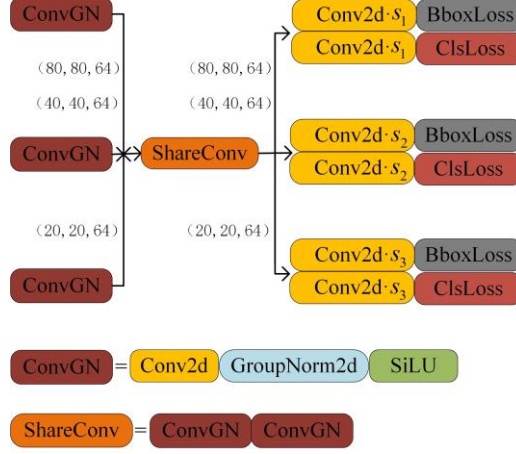 ConvGN
Conv2d·s₁ BboxLoss
Conv2d·s₁ ClsLoss
(80, 80, 64) (80, 80, 64)
(40, 40, 64) (40, 40, 64)
ConvGN ShareConv
Conv2d·s₂ BboxLoss
Conv2d·s₂ ClsLoss
(20, 20, 64) (20, 20, 64)
Conv2d·s₃ BboxLoss
ConvGN
Conv2d·s₃ ClsLoss
ConvGN = Conv2d GroupNorm2d SiLU
ShareConv = ConvGN ConvGN